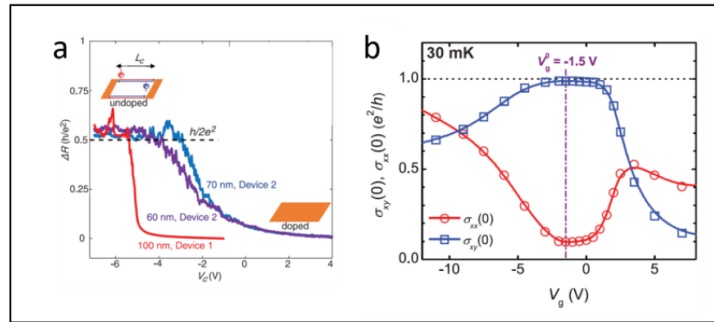 a
L_c
undoped
ΔR (h/e²)
1
0.75
0.5
0.25
0
h/2e²
70 nm, Device 2
60 nm, Device 2
100 nm, Device 1
doped
-6
-4
-2
0
2
4
V_c(V)
b
30 mK
V_g^0 = -1.5 V
σ_xy(0), σ_xx(0) (e²/h)
1.0
0.5
0.0
σ_xx(0)
σ_xy(0)
-10
-5
0
5
V_g (V)